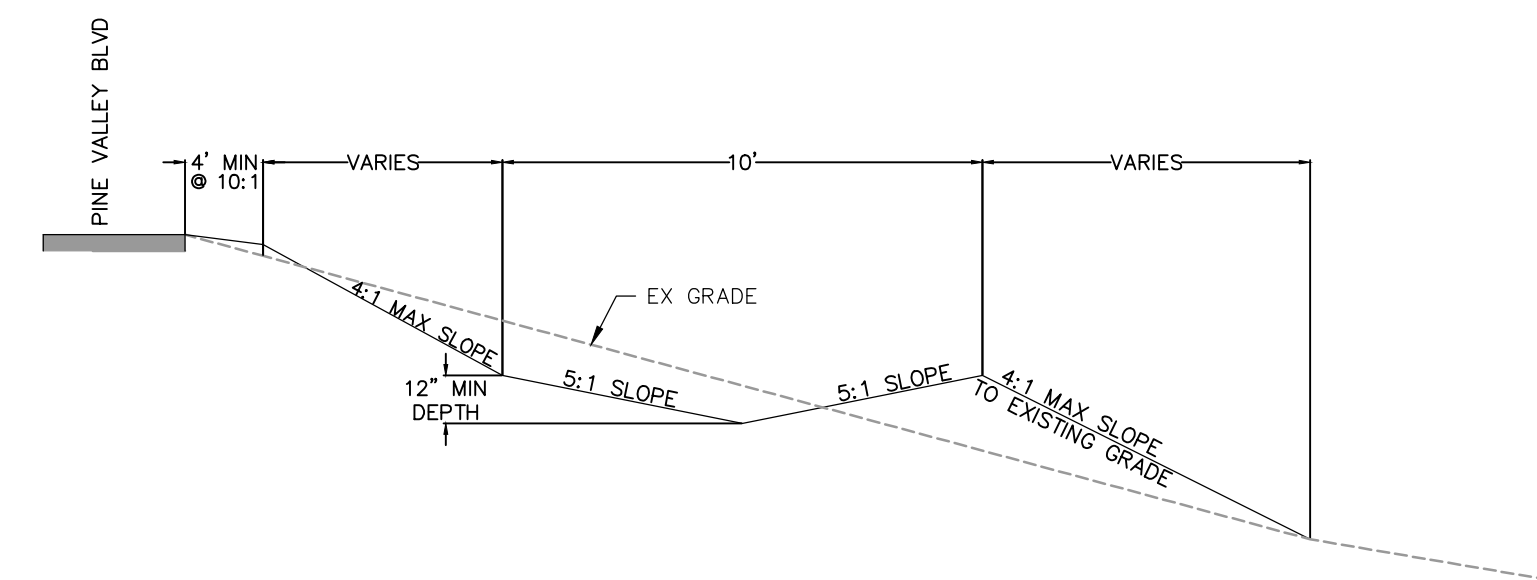 PINE VALLEY BLVD
4' MIN
@ 10:1
VARIES
10'
VARIES
EX GRADE
4:1 MAX SLOPE
12" MIN
DEPTH
5:1 SLOPE
5:1 SLOPE
4:1 MAX SLOPE
TO EXISTING GRADE